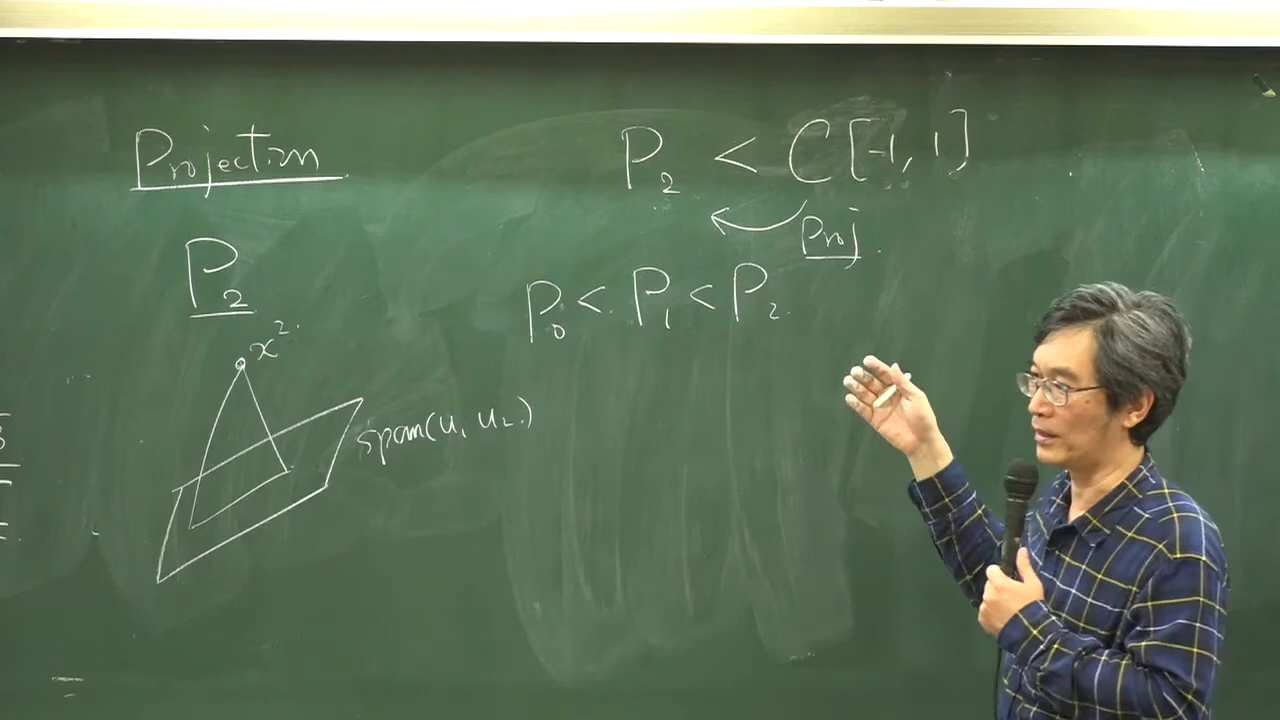 Projection
P₂
x².
span(u₁ u₂.)
P₂ < C[-1, 1]
Proj.
P₀ < P₁ < P₂.